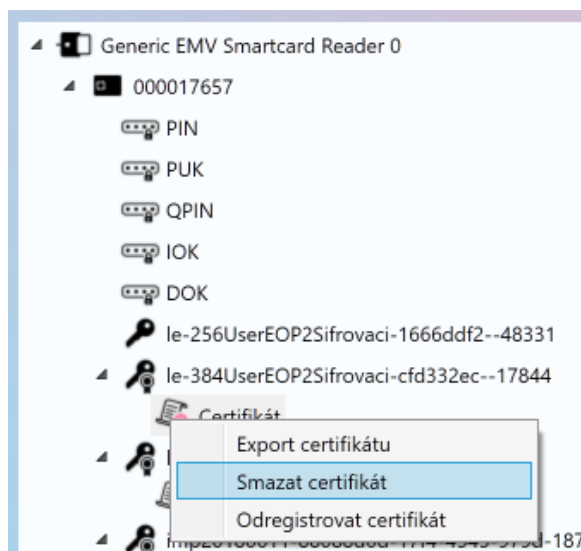 Generic EMV Smartcard Reader 0
000017657
PIN
PUK
QPIN
IOK
DOK
le-256UserEOP2Sifrovaci-1666ddf2--48331
le-384UserEOP2Sifrovaci-cfd332ec--17844
Certifikát
Export certifikátu
Smazat certifikát
Odregistrovat certifikát